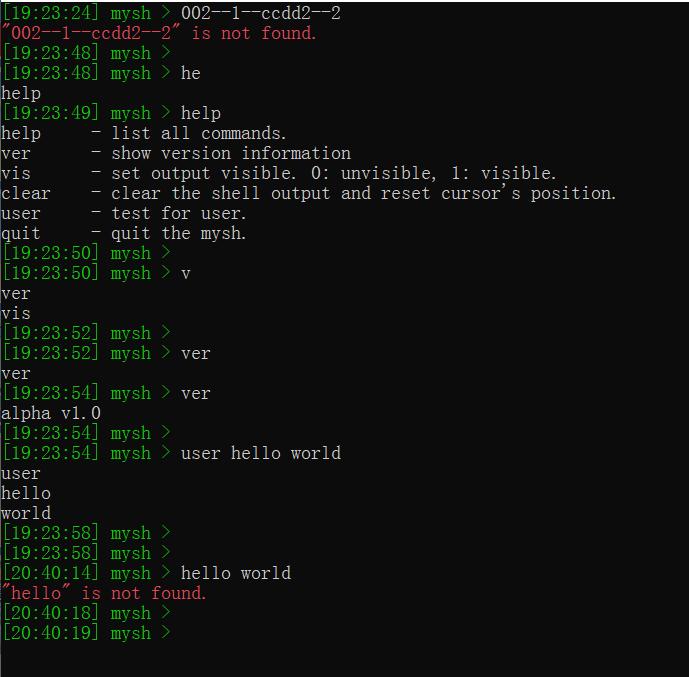 [19:23:24] mysh > 002--1--ccdd2--2
"002--1--ccdd2--2" is not found.
[19:23:48] mysh >
[19:23:48] mysh > he
help
[19:23:49] mysh > help
help     - list all commands.
ver      - show version information
vis      - set output visible. 0: unvisible, 1: visible.
clear    - clear the shell output and reset cursor's position.
user     - test for user.
quit     - quit the mysh.
[19:23:50] mysh >
[19:23:50] mysh > v
ver
vis
[19:23:52] mysh >
[19:23:52] mysh > ver
ver
[19:23:54] mysh > ver
alpha v1.0
[19:23:54] mysh >
[19:23:54] mysh > user hello world
user
hello
world
[19:23:58] mysh >
[19:23:58] mysh >
[20:40:14] mysh > hello world
"hello" is not found.
[20:40:18] mysh >
[20:40:19] mysh >